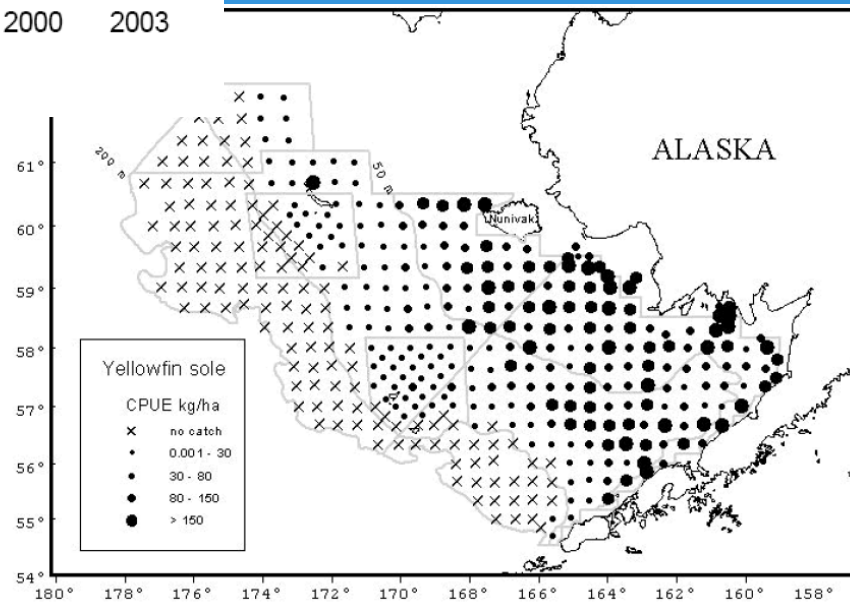 2000 2003
ALASKA
200 m
50 m
Nunivak
61°
60°
59°
58°
57°
56°
55°
54°
Yellowfin sole
CPUE kg/ha
no catch
0.001 - 30
30 - 80
80 - 150
> 150
180° 178° 176° 174° 172° 170° 168° 166° 164° 162° 160° 158°